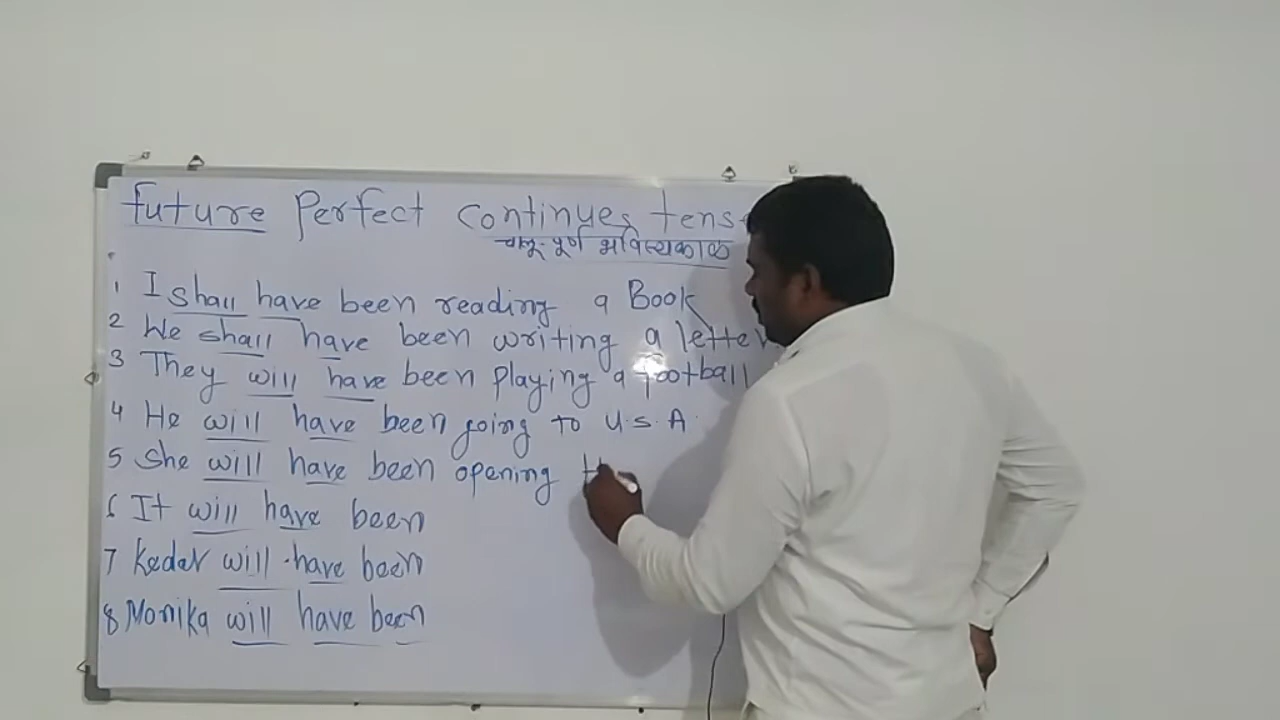 Future Perfect Continues tens
चालू पूर्ण भविष्यकाळ
1 I shall have been reading a Book
2 We shall have been writing a letter
3 They will have been playing a football
4 He will have been going to U.S.A.
5 She will have been opening
6 It will have been
7 Kedar will have been
8 Monika will have been